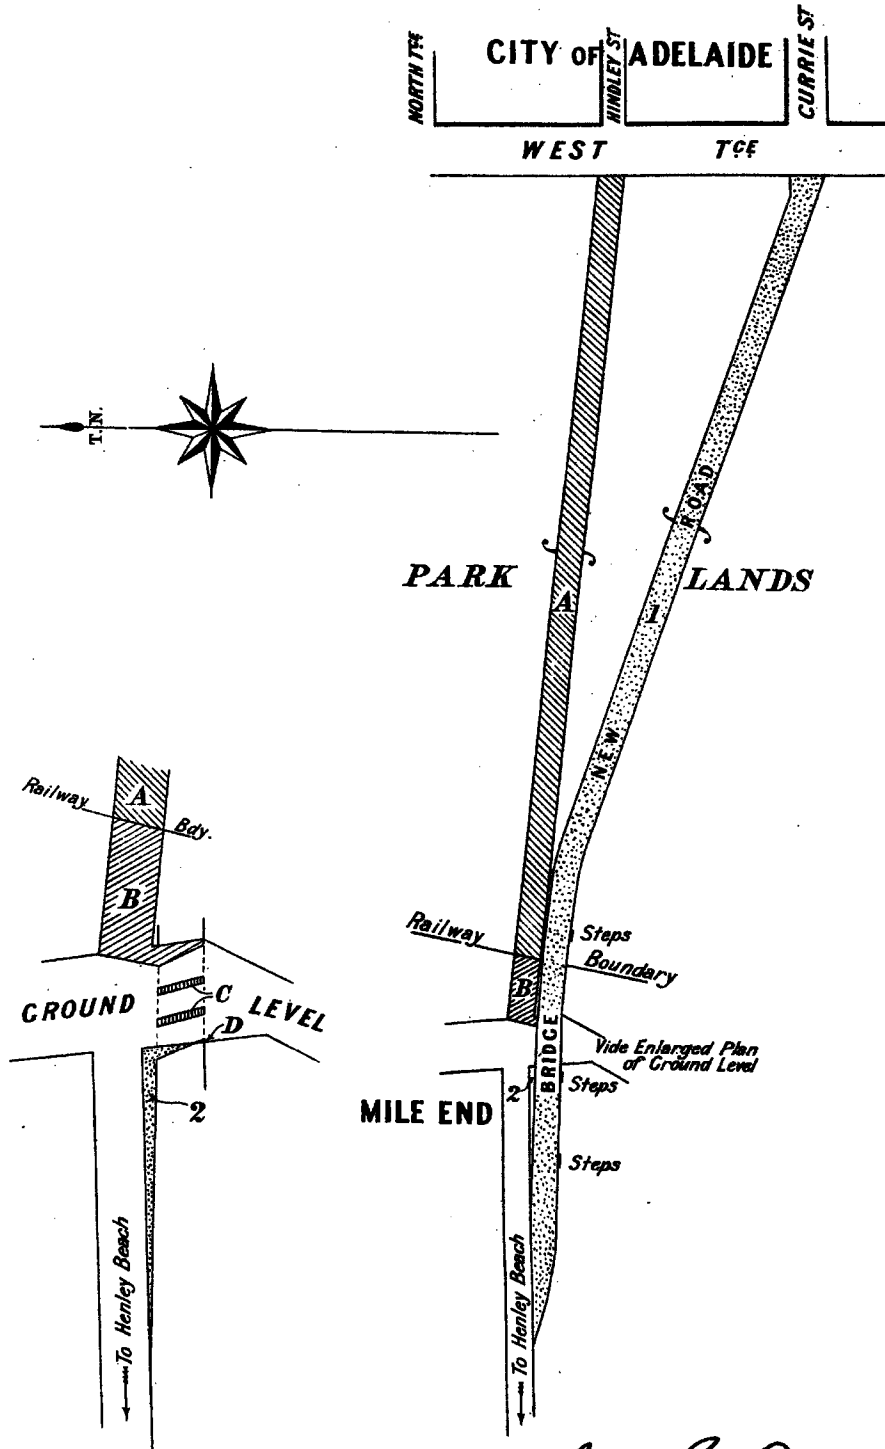 CITY OF ADELAIDE
NORTH TCE
HINDLEY ST
CURRIE ST
WEST TCE
T.N.
PARK LANDS
A
1
NEW ROAD
Railway Bdy.
A
B
Railway Boundary
B
Steps
GROUND LEVEL
C
D
2
BRIDGE
Vide Enlarged Plan
of Ground Level
2
Steps
MILE END
Steps
To Henley Beach
To Henley Beach